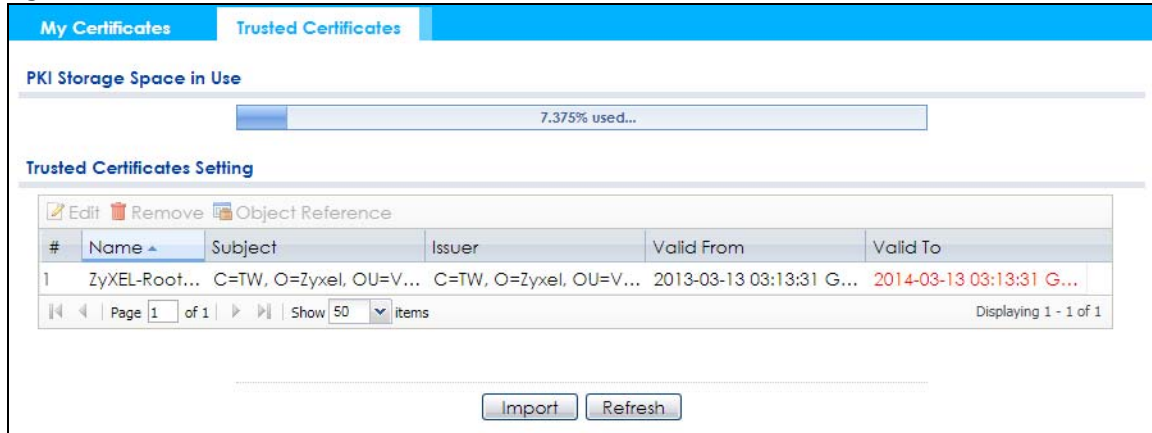 My Certificates Trusted Certificates
PKI Storage Space in Use
7.375% used...
Trusted Certificates Setting
Edit Remove Object Reference
# Name Subject Issuer Valid From Valid To
1 ZyXEL-Root... C=TW, O=Zyxel, OU=V... C=TW, O=Zyxel, OU=V... 2013-03-13 03:13:31 G... 2014-03-13 03:13:31 G...
Page 1 of 1 Show 50 items Displaying 1 - 1 of 1
Import Refresh